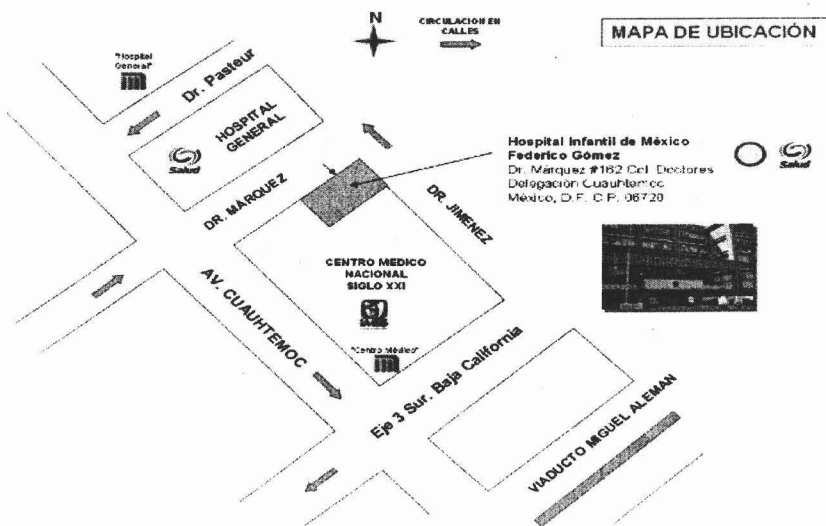 N
CIRCULACION EN
CALLES
MAPA DE UBICACIÓN
"Hospital
General"
Dr. Pasteur
HOSPITAL
GENERAL
Salud
Hospital Infantil de México
Federico Gómez
Dr. Márquez #162 Col. Doctores
Delegación Cuauhtemoc
México, D.F. C.P. 06720
Salud
DR. MARQUEZ
DR. JIMENEZ
CENTRO MEDICO
NACIONAL
SIGLO XXI
AV. CUAUHTEMOC
"Centro Médico"
Eje 3 Sur. Baja California
VIADUCTO MIGUEL ALEMAN